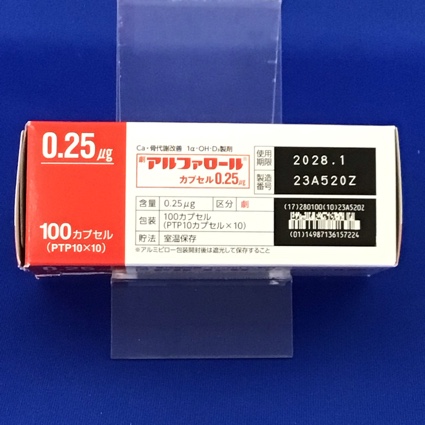 0.25μg
100カプセル
(PTP10×10)
Ca・骨代謝改善 1α-OH-D₃製剤
劇 アルファロール®
カプセル0.25μg
含量 0.25μg 区分 劇
包装 100カプセル
(PTP10カプセル×10)
貯法 室温保存
※アルミピロー包装開封後は遮光して保存すること
使用期限 2028.1
製造番号 23A520Z
(17)280100(10)23A520Z
(01)14987136157224
0.25